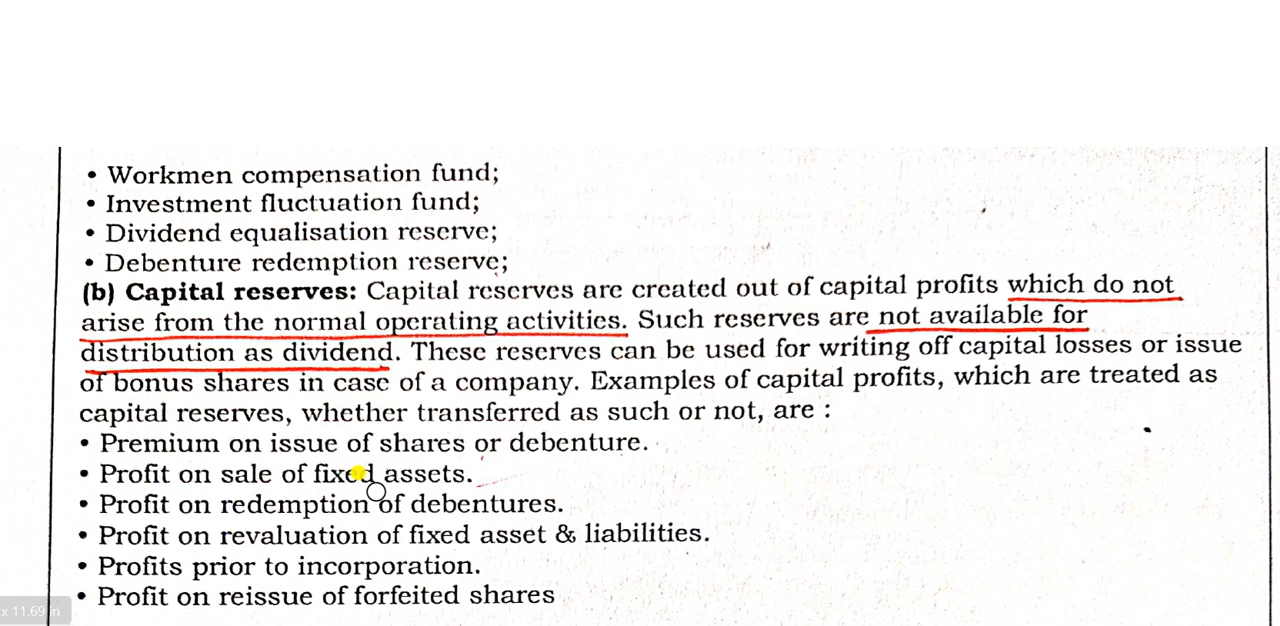 • Workmen compensation fund;
• Investment fluctuation fund;
• Dividend equalisation reserve;
• Debenture redemption reserve;
(b) Capital reserves: Capital reserves are created out of capital profits which do not
arise from the normal operating activities. Such reserves are not available for
distribution as dividend. These reserves can be used for writing off capital losses or issue
of bonus shares in case of a company. Examples of capital profits, which are treated as
capital reserves, whether transferred as such or not, are :
• Premium on issue of shares or debenture.
• Profit on sale of fixed assets.
• Profit on redemption of debentures.
• Profit on revaluation of fixed asset & liabilities.
• Profits prior to incorporation.
• Profit on reissue of forfeited shares
x 11.69 in